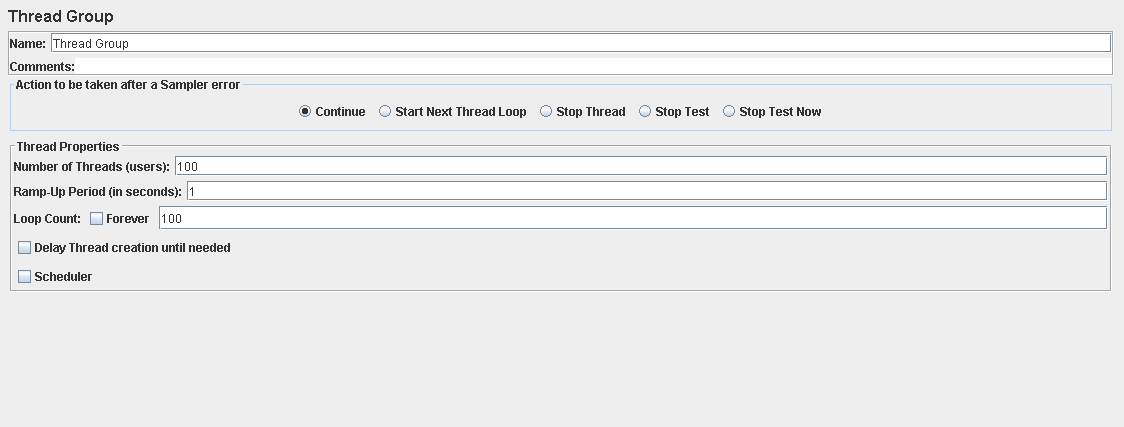 Thread Group
Name: Thread Group
Comments:
Action to be taken after a Sampler error
Continue Start Next Thread Loop Stop Thread Stop Test Stop Test Now
Thread Properties
Number of Threads (users): 100
Ramp-Up Period (in seconds): 1
Loop Count: Forever 100
Delay Thread creation until needed
Scheduler